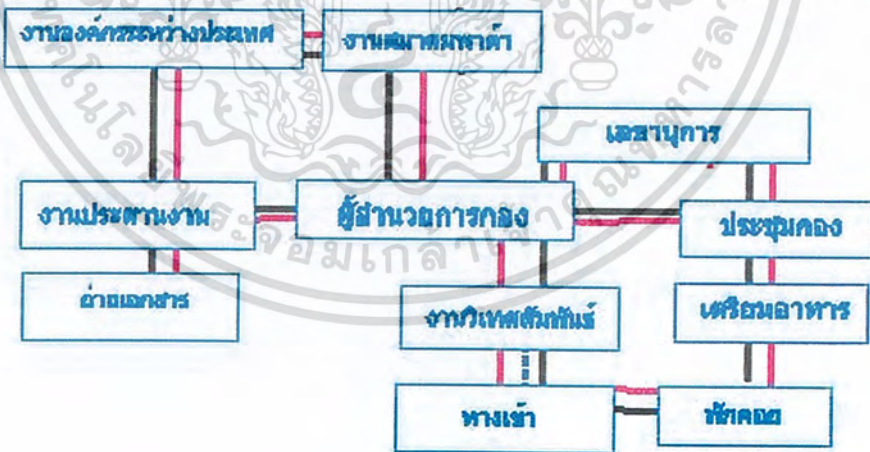 งานองค์กรระหว่างประเทศ
งานสมาคมพาค้า
เลขานุการ
งานประสานงาน
ผู้อำนวยการกอง
ประชุมกอง
ถ่ายเอกสาร
งานวิเทศสัมพันธ์
เตรียมอาหาร
ทางเข้า
พักคอย